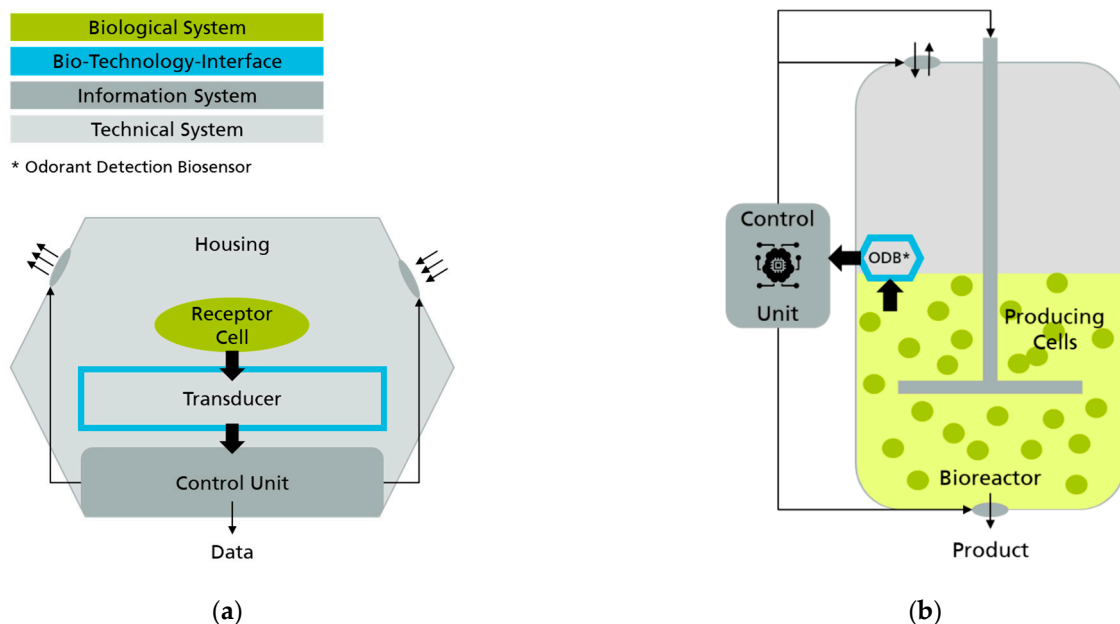 Biological System
Bio-Technology-Interface
Information System
Technical System
* Odorant Detection Biosensor
Housing
Receptor
Cell
Transducer
Control Unit
Data
(a)
Control
Unit
ODB*
Producing
Cells
Bioreactor
Product
(b)